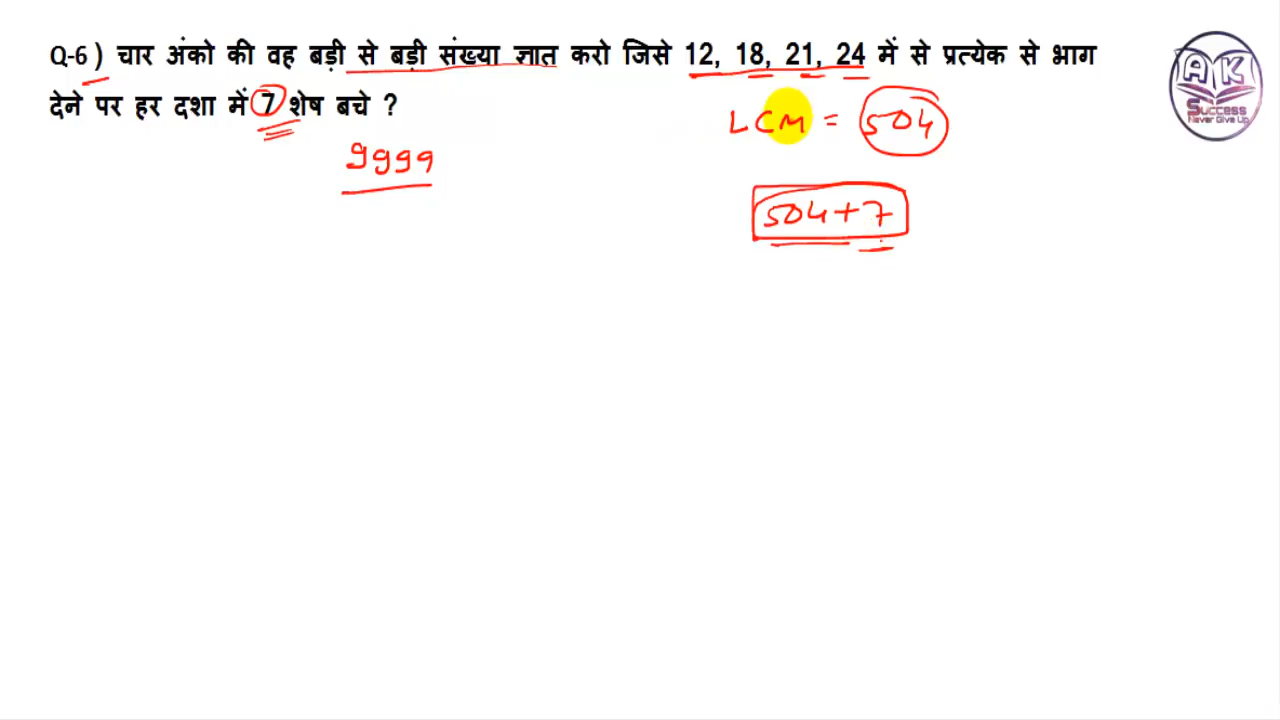 Q-6 ) चार अंको की वह बड़ी से बड़ी संख्या ज्ञात करो जिसे 12, 18, 21, 24 में से प्रत्येक से भाग
देने पर हर दशा में 7 शेष बचे ?
LCM = 504
9999
504+7
AK
Success
Never Give Up